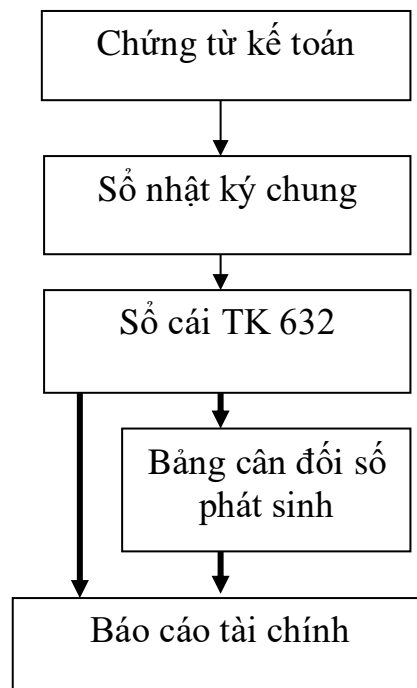 Chứng từ kế toán
Sổ nhật ký chung
Sổ cái TK 632
Bảng cân đối số
phát sinh
Báo cáo tài chính